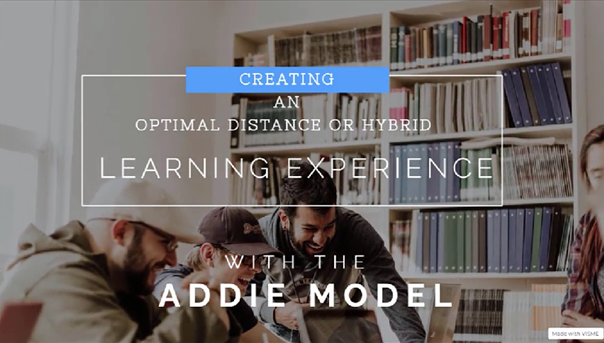 CREATING
AN
OPTIMAL DISTANCE OR HYBRID
LEARNING EXPERIENCE
WITH THE
ADDIE MODEL
Made with VISME